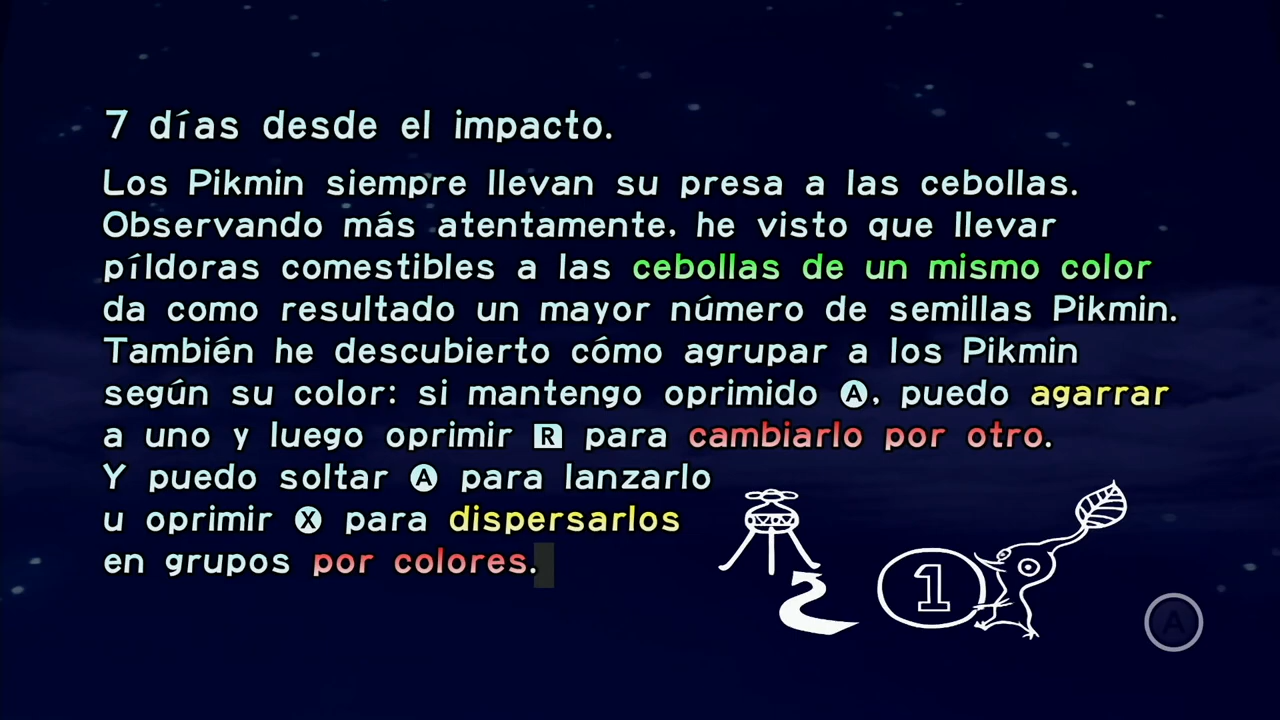 7 días desde el impacto.
Los Pikmin siempre llevan su presa a las cebollas.
Observando más atentamente, he visto que llevar
píldoras comestibles a las cebollas de un mismo color
da como resultado un mayor número de semillas Pikmin.
También he descubierto cómo agrupar a los Pikmin
según su color: si mantengo oprimido A, puedo agarrar
a uno y luego oprimir R para cambiarlo por otro.
Y puedo soltar A para lanzarlo
u oprimir X para dispersarlos
en grupos por colores.
1
A